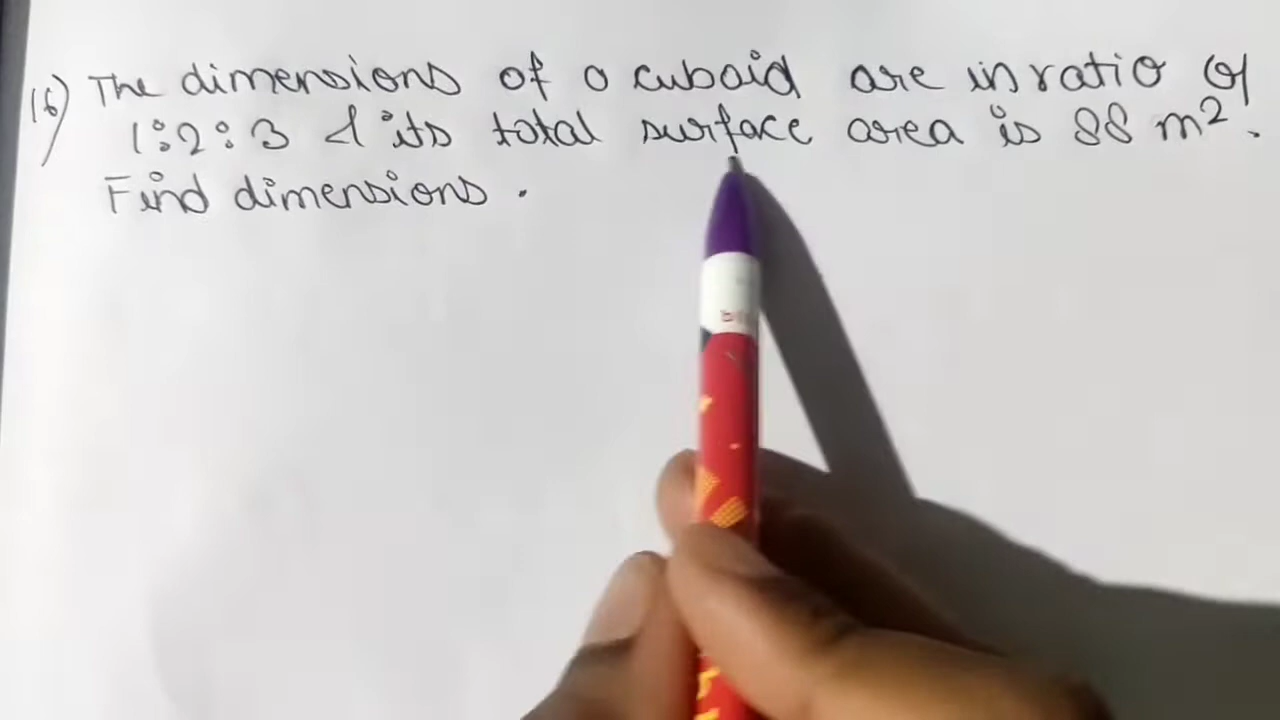 16) The dimensions of a cuboid are in ratio of
1:2:3 & its total surface area is 88 m².
Find dimensions.